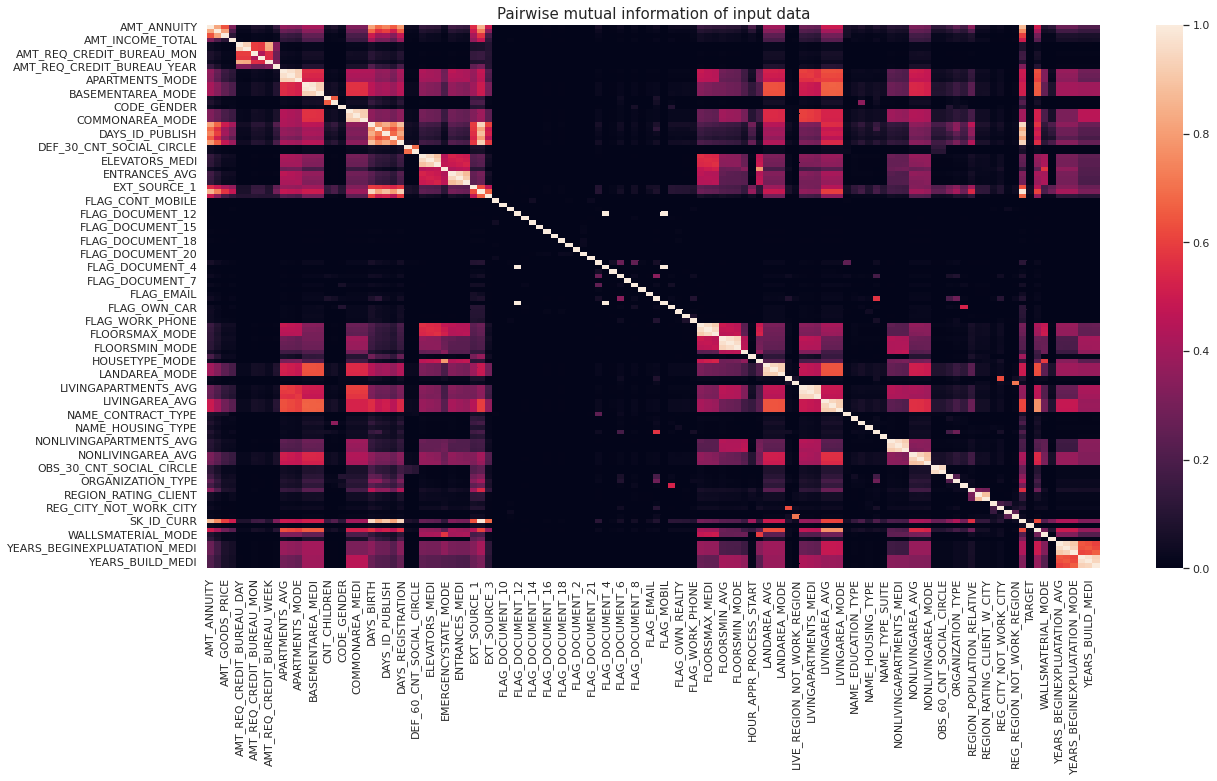 Pairwise mutual information of input data
AMT_ANNUITY
AMT_INCOME_TOTAL
AMT_REQ_CREDIT_BUREAU_MON
AMT_REQ_CREDIT_BUREAU_YEAR
APARTMENTS_MODE
BASEMENTAREA_MODE
CODE_GENDER
COMMONAREA_MODE
DAYS_ID_PUBLISH
DEF_30_CNT_SOCIAL_CIRCLE
ELEVATORS_MEDI
ENTRANCES_AVG
EXT_SOURCE_1
FLAG_CONT_MOBILE
FLAG_DOCUMENT_12
FLAG_DOCUMENT_15
FLAG_DOCUMENT_18
FLAG_DOCUMENT_20
FLAG_DOCUMENT_4
FLAG_DOCUMENT_7
FLAG_EMAIL
FLAG_OWN_CAR
FLAG_WORK_PHONE
FLOORSMAX_MODE
FLOORSMIN_MODE
HOUSETYPE_MODE
LANDAREA_MODE
LIVINGAPARTMENTS_AVG
LIVINGAREA_AVG
NAME_CONTRACT_TYPE
NAME_HOUSING_TYPE
NONLIVINGAPARTMENTS_AVG
NONLIVINGAREA_AVG
OBS_30_CNT_SOCIAL_CIRCLE
ORGANIZATION_TYPE
REGION_RATING_CLIENT
REG_CITY_NOT_WORK_CITY
SK_ID_CURR
WALLSMATERIAL_MODE
YEARS_BEGINEXPLUATATION_MEDI
YEARS_BUILD_MEDI
AMT_ANNUITY
AMT_GOODS_PRICE
AMT_REQ_CREDIT_BUREAU_DAY
AMT_REQ_CREDIT_BUREAU_MON
AMT_REQ_CREDIT_BUREAU_WEEK
APARTMENTS_AVG
APARTMENTS_MODE
BASEMENTAREA_MEDI
CNT_CHILDREN
CODE_GENDER
COMMONAREA_MEDI
DAYS_BIRTH
DAYS_ID_PUBLISH
DAYS_REGISTRATION
DEF_60_CNT_SOCIAL_CIRCLE
ELEVATORS_MEDI
EMERGENCYSTATE_MODE
ENTRANCES_MEDI
EXT_SOURCE_1
EXT_SOURCE_3
FLAG_DOCUMENT_10
FLAG_DOCUMENT_12
FLAG_DOCUMENT_14
FLAG_DOCUMENT_16
FLAG_DOCUMENT_18
FLAG_DOCUMENT_2
FLAG_DOCUMENT_21
FLAG_DOCUMENT_4
FLAG_DOCUMENT_6
FLAG_DOCUMENT_8
FLAG_EMAIL
FLAG_MOBIL
FLAG_OWN_REALTY
FLAG_WORK_PHONE
FLOORSMAX_MEDI
FLOORSMIN_AVG
FLOORSMIN_MODE
HOUR_APPR_PROCESS_START
LANDAREA_AVG
LANDAREA_MODE
LIVE_REGION_NOT_WORK_REGION
LIVINGAPARTMENTS_MEDI
LIVINGAREA_AVG
LIVINGAREA_MODE
NAME_EDUCATION_TYPE
NAME_HOUSING_TYPE
NAME_TYPE_SUITE
NONLIVINGAPARTMENTS_MEDI
NONLIVINGAREA_AVG
NONLIVINGAREA_MODE
OBS_60_CNT_SOCIAL_CIRCLE
ORGANIZATION_TYPE
REGION_POPULATION_RELATIVE
REGION_RATING_CLIENT_W_CITY
REG_CITY_NOT_WORK_CITY
REG_REGION_NOT_WORK_REGION
TARGET
WALLSMATERIAL_MODE
YEARS_BEGINEXPLUATATION_AVG
YEARS_BEGINEXPLUATATION_MODE
YEARS_BUILD_MEDI
1.0
0.8
0.6
0.4
0.2
0.0